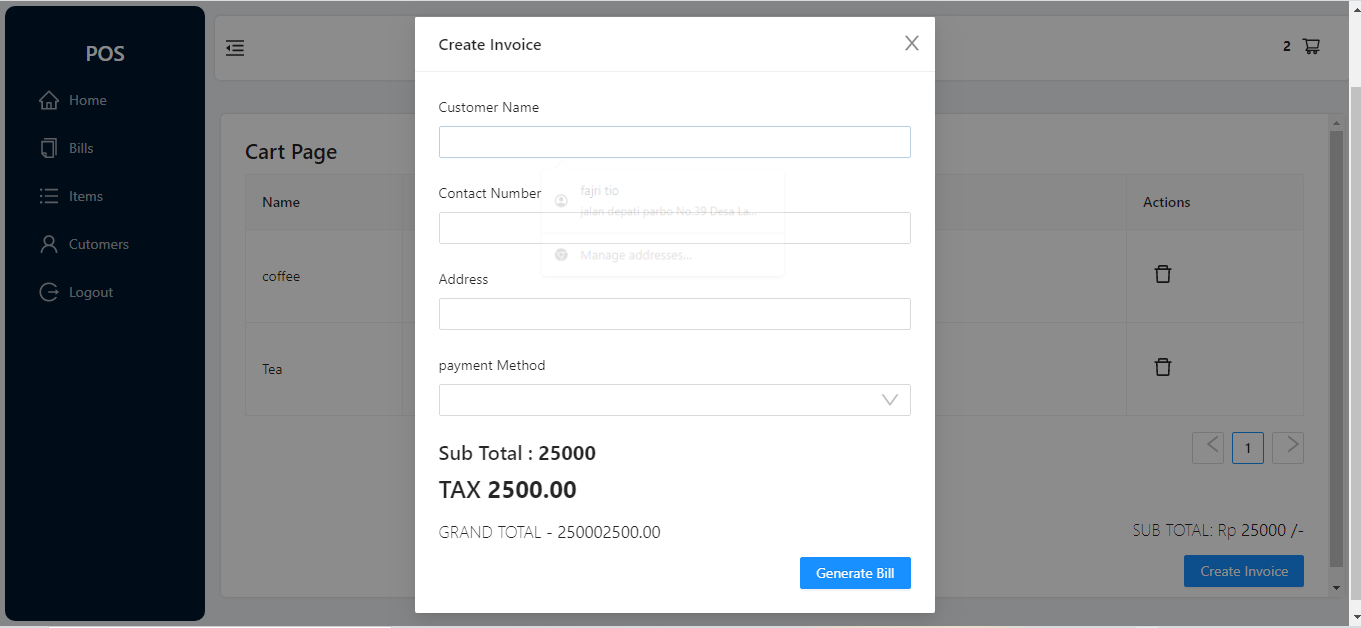 POS
Home
Bills
Items
Cutomers
Logout
2
Cart Page
Name
Actions
coffee
Tea
1
SUB TOTAL: Rp 25000 /-
Create Invoice
Create Invoice
Customer Name
fajri tio
jalan depati parbo No.39 Desa La...
Manage addresses...
Contact Number
Address
payment Method
Sub Total : 25000
TAX 2500.00
GRAND TOTAL - 250002500.00
Generate Bill